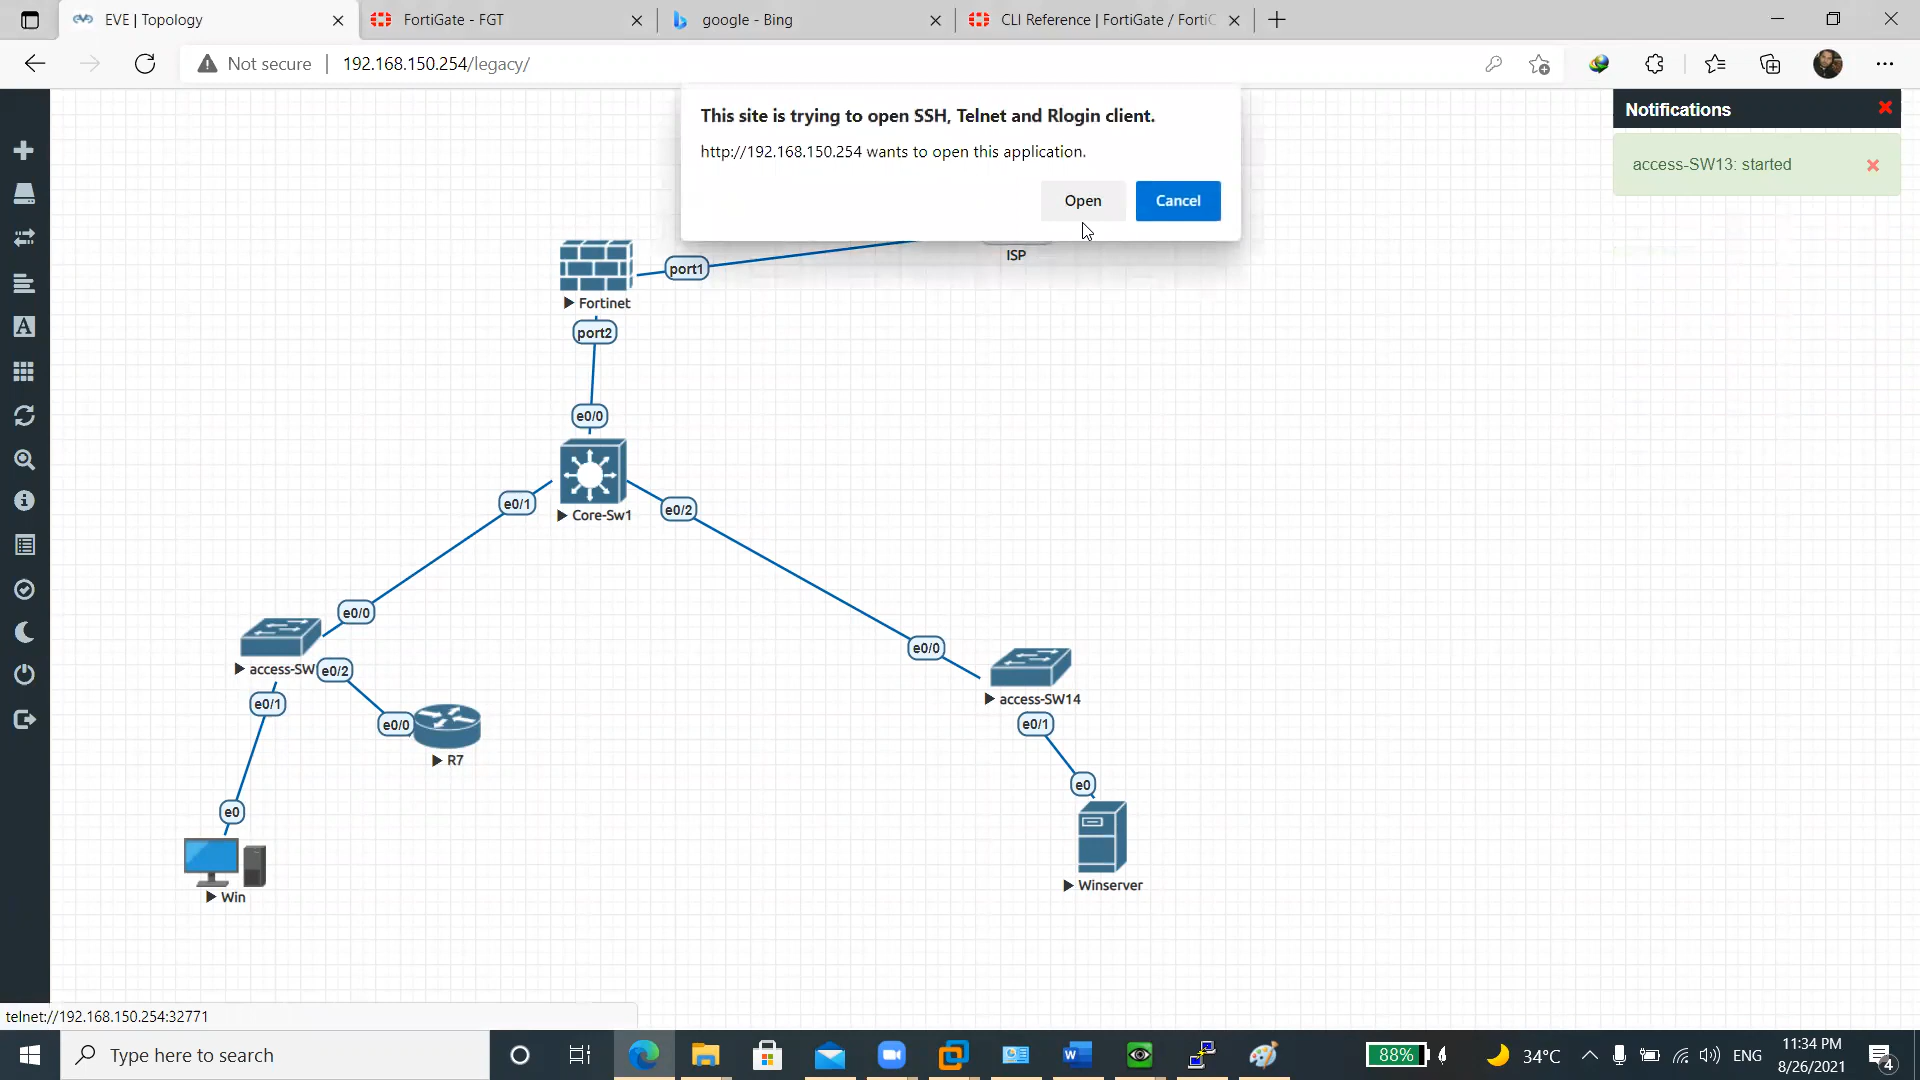 EVE | Topology
FortiGate - FGT
google - Bing
CLI Reference | FortiGate / FortiC
Not secure
192.168.150.254/legacy/
This site is trying to open SSH, Telnet and Rlogin client.
http://192.168.150.254 wants to open this application.
Open
Cancel
Notifications
access-SW13: started
ISP
port1
Fortinet
port2
e0/0
Core-Sw1
e0/1
e0/2
e0/0
access-SW
e0/2
e0/1
e0/0
R7
e0
Win
e0/0
access-SW14
e0/1
e0
Winserver
telnet://192.168.150.254:32771
Type here to search
88%
34°C
ENG
11:34 PM
8/26/2021
4